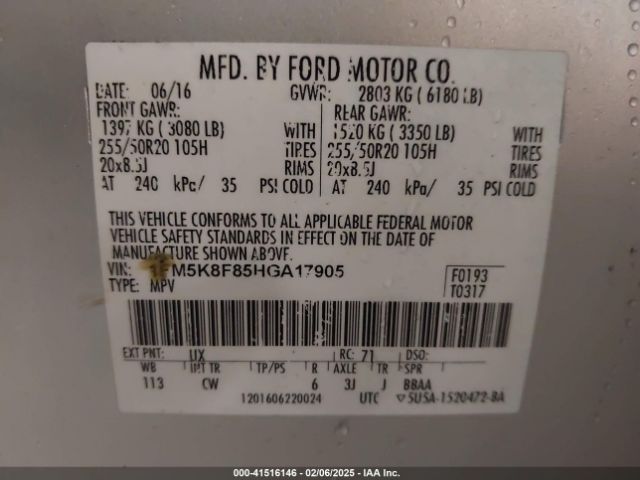 MFD. BY FORD MOTOR CO.
DATE: 06/16 GVWR: 2803 KG ( 6180 LB)
FRONT GAWR: REAR GAWR:
1397 KG ( 3080 LB) WITH 1520 KG ( 3350 LB) WITH
255/50R20 105H TIRES 255/50R20 105H TIRES
20x8.5J RIMS 20x8.5J RIMS
AT 240 kPa/ 35 PSI COLD AT 240 kPa/ 35 PSI COLD
THIS VEHICLE CONFORMS TO ALL APPLICABLE FEDERAL MOTOR
VEHICLE SAFETY STANDARDS IN EFFECT ON THE DATE OF
MANUFACTURE SHOWN ABOVE.
VIN: 1FM5K8F85HGA17905 F0193
TYPE: MPV T0317
EXT PNT: UX RC: 71 DSO:
WB INT TR TP/PS R AXLE TR SPR
113 CW 6 3J J BBAA
1201606220024 UTC ▽ 5USA-1520472-BA
000-41516146 — 02/06/2025 — IAA Inc.